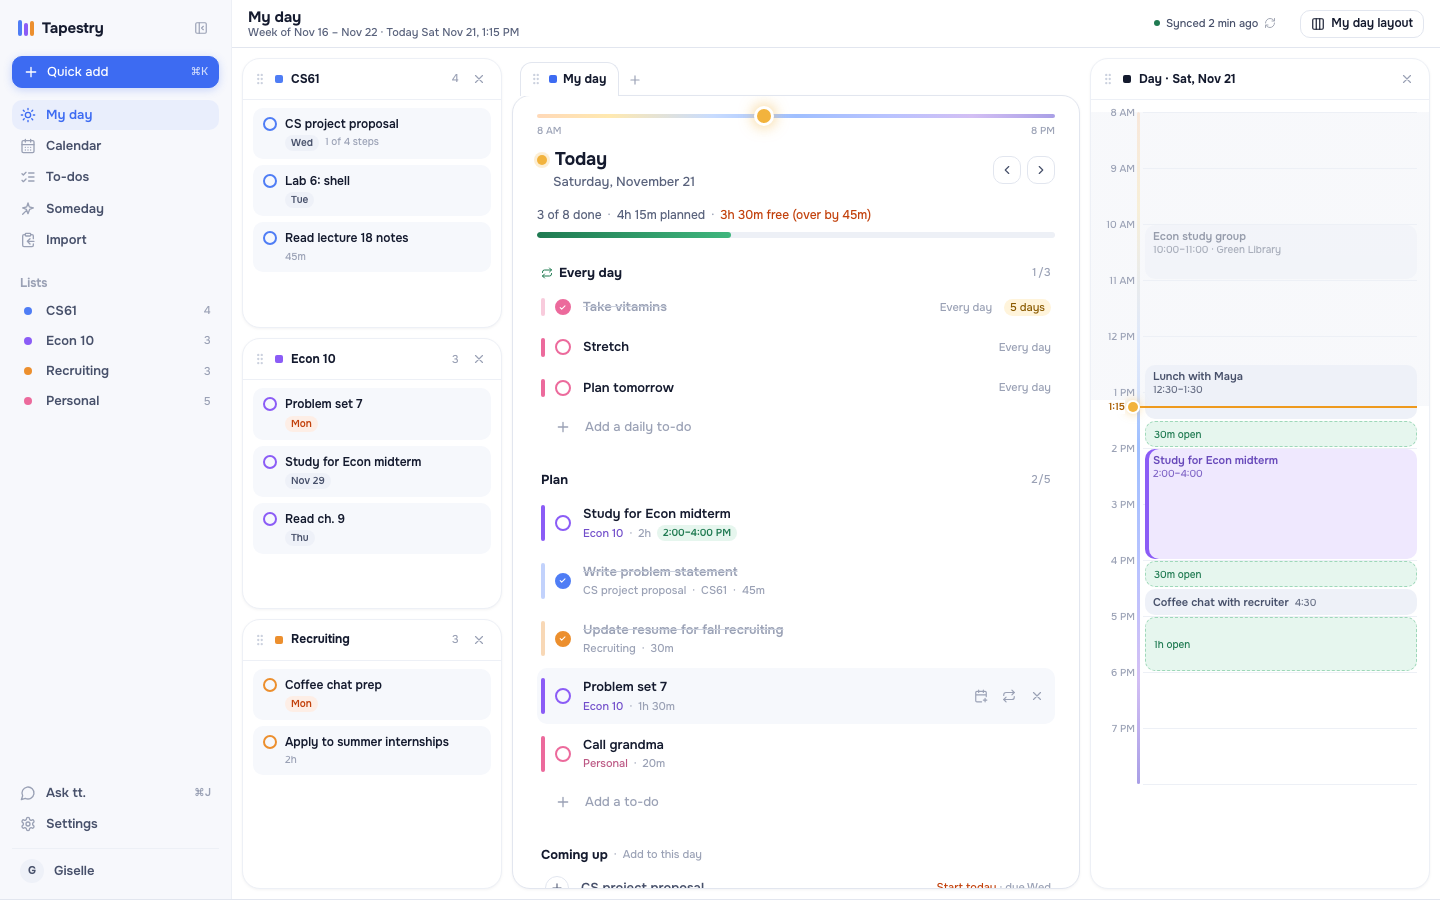 Tapestry
Quick add ⌘K
My day
Calendar
To-dos
Someday
Import
Lists
CS61 4
Econ 10 3
Recruiting 3
Personal 5
Ask tt. ⌘J
Settings
G Giselle
My day
Week of Nov 16 – Nov 22 · Today Sat Nov 21, 1:15 PM
Synced 2 min ago
My day layout
CS61 4
CS project proposal
Wed 1 of 4 steps
Lab 6: shell
Tue
Read lecture 18 notes
45m
Econ 10 3
Problem set 7
Mon
Study for Econ midterm
Nov 29
Read ch. 9
Thu
Recruiting 3
Coffee chat prep
Mon
Apply to summer internships
2h
My day
8 AM 8 PM
Today
Saturday, November 21
3 of 8 done · 4h 15m planned · 3h 30m free (over by 45m)
Every day 1/3
Take vitamins Every day 5 days
Stretch Every day
Plan tomorrow Every day
Add a daily to-do
Plan 2/5
Study for Econ midterm
Econ 10 · 2h 2:00–4:00 PM
Write problem statement
CS project proposal · CS61 · 45m
Update resume for fall recruiting
Recruiting · 30m
Problem set 7
Econ 10 · 1h 30m
Call grandma
Personal · 20m
Add a to-do
Coming up · Add to this day
CS project proposal Start today · due Wed
Day · Sat, Nov 21
8 AM
9 AM
10 AM
Econ study group
10:00–11:00 · Green Library
11 AM
12 PM
Lunch with Maya
12:30–1:30
1 PM
1:15
30m open
2 PM
Study for Econ midterm
2:00–4:00
3 PM
4 PM
30m open
Coffee chat with recruiter 4:30
5 PM
1h open
6 PM
7 PM